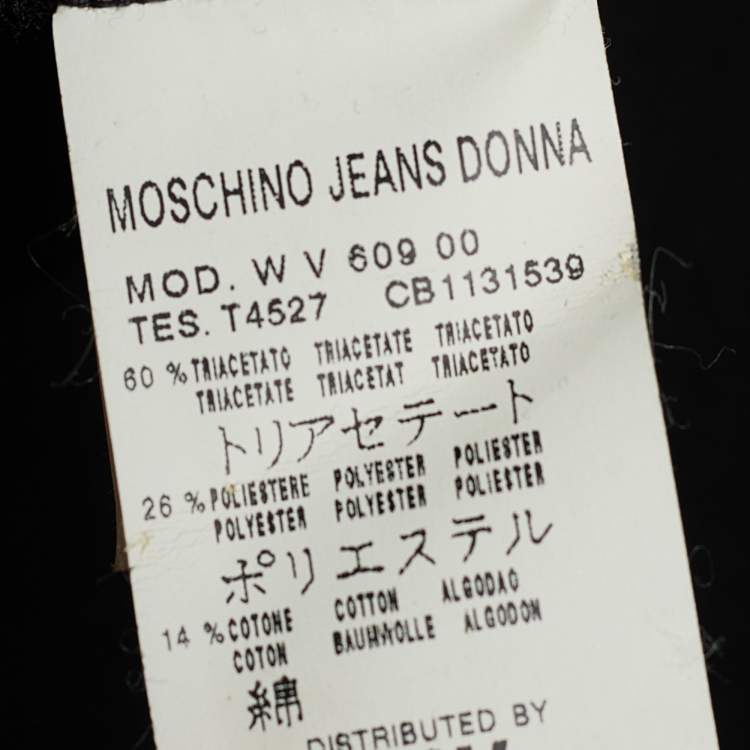 MOSCHINO JEANS DONNA
MOD. W V 609 00
TES. T4527 CB1131539
60 % TRIACETATO TRIACETATE TRIACETATO
TRIACETATE TRIACETAT TRIACETATO
トリアセテート
26 % POLIESTERE POLYESTER POLIESTER
POLYESTER POLYESTER POLIESTER
ポリエステル
14 % COTONE COTTON ALGODAO
COTON BAUMWOLLE ALGODON
綿
DISTRIBUTED BY